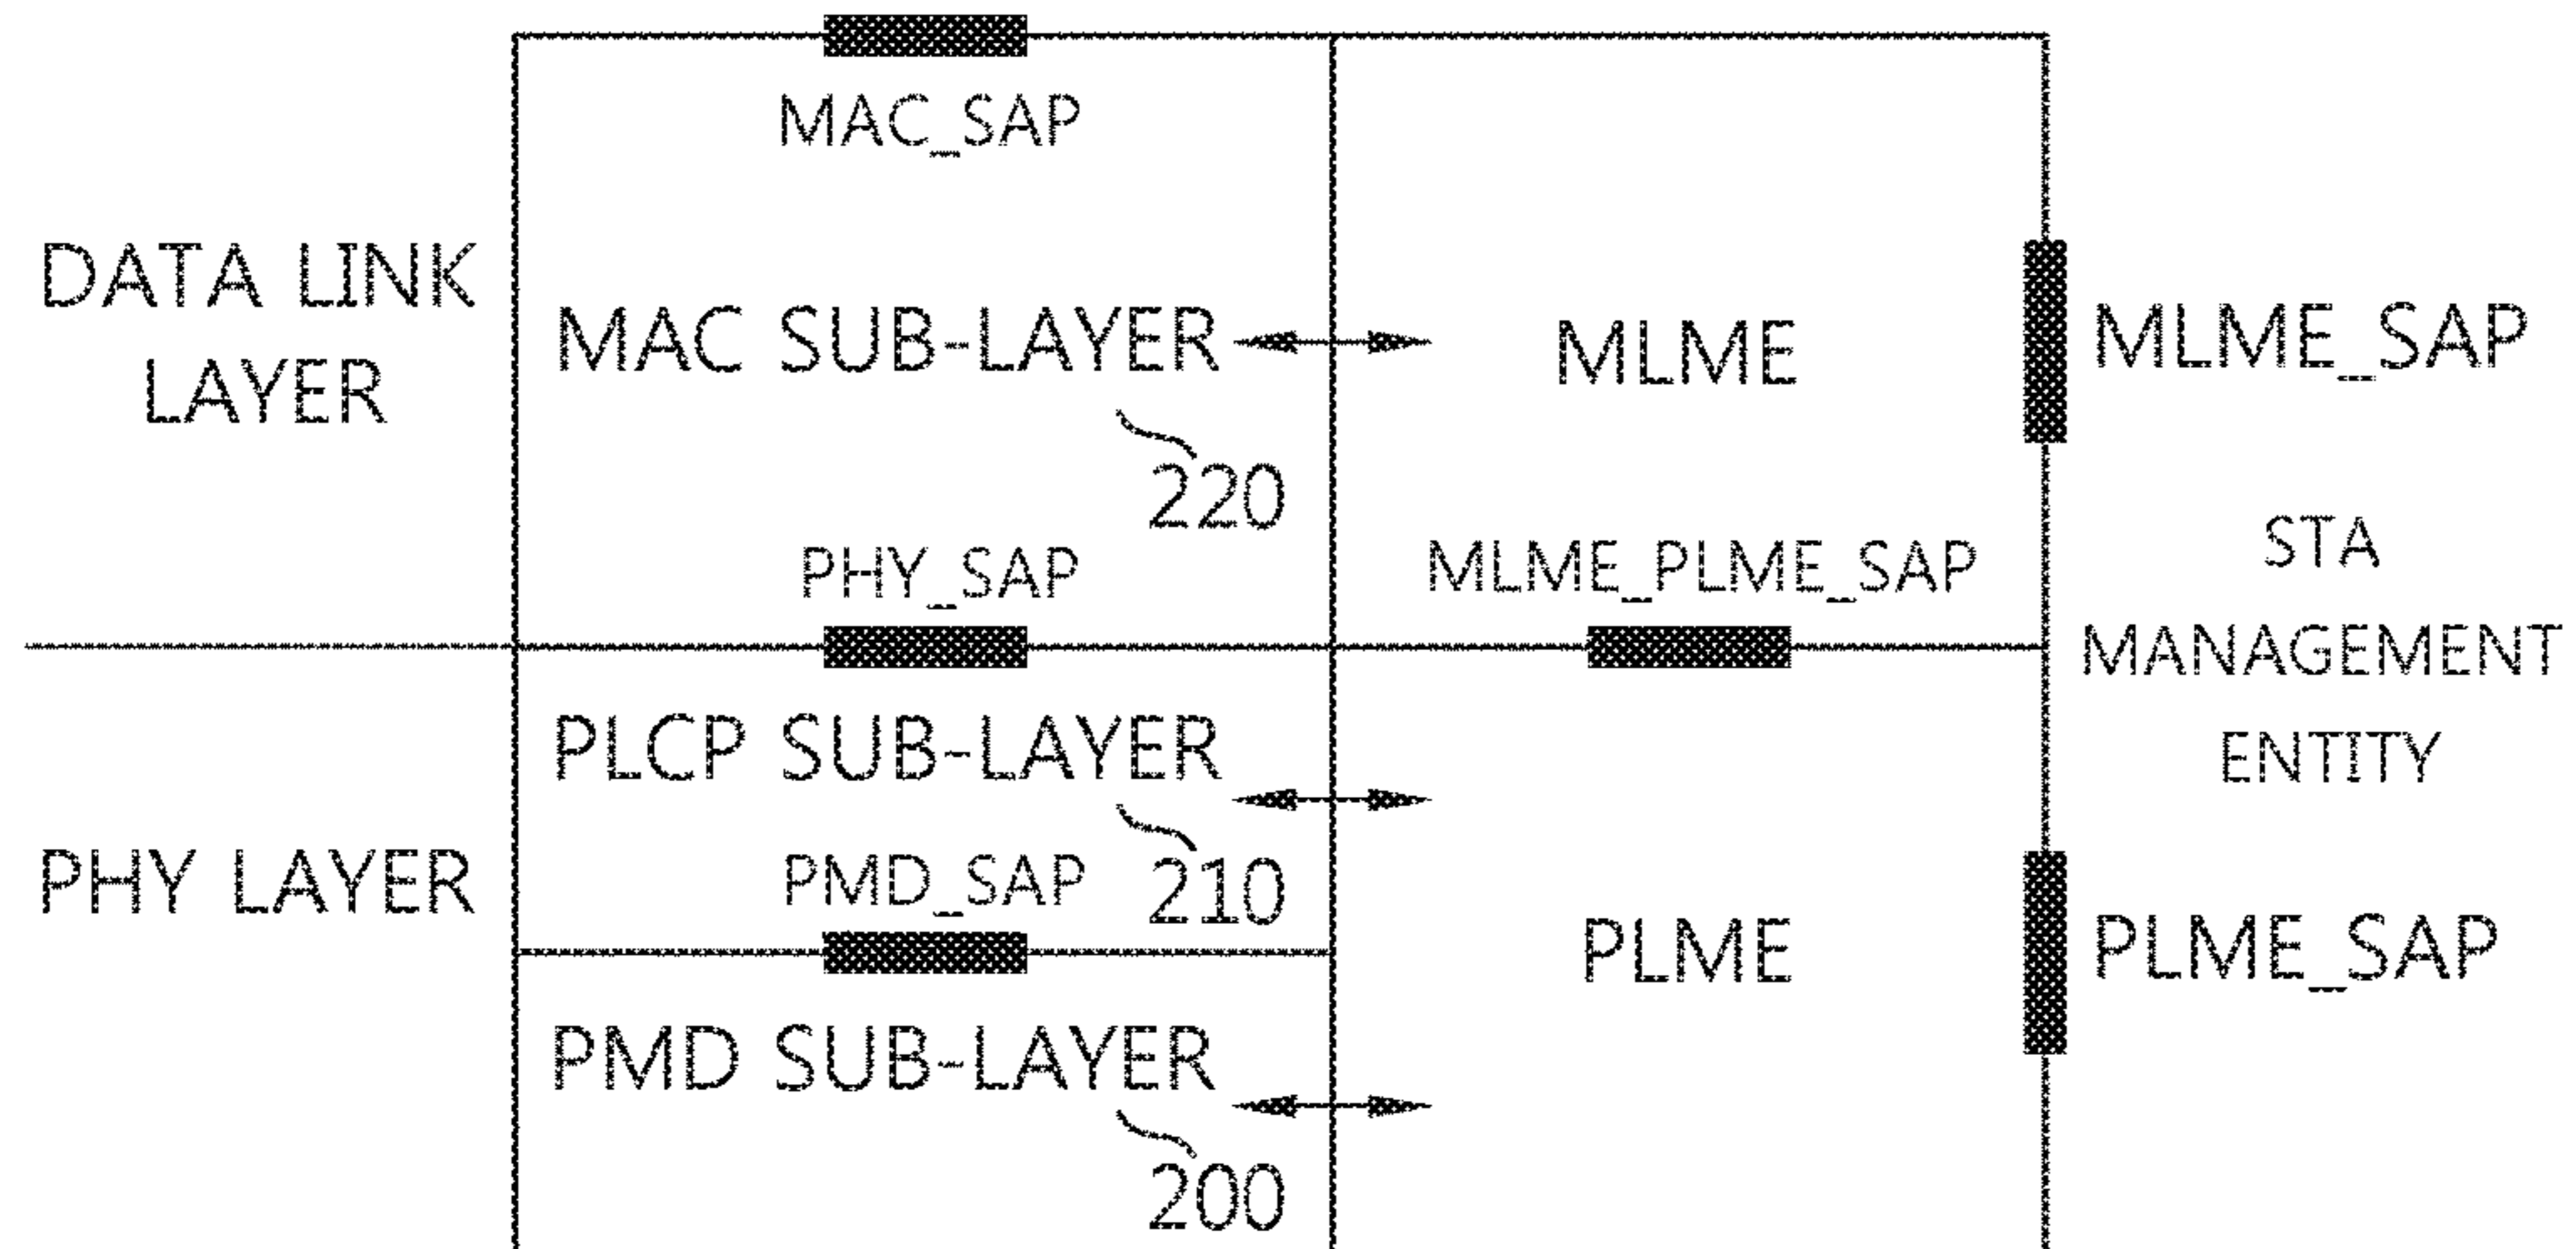 MAC_SAP
DATA LINK
LAYER
MAC SUB-LAYER
220
MLME
MLME_SAP
PHY_SAP
MLME_PLME_SAP
STA
MANAGEMENT
ENTITY
PHY LAYER
PLCP SUB-LAYER
210
PMD_SAP
PLME
PLME_SAP
PMD SUB-LAYER
200